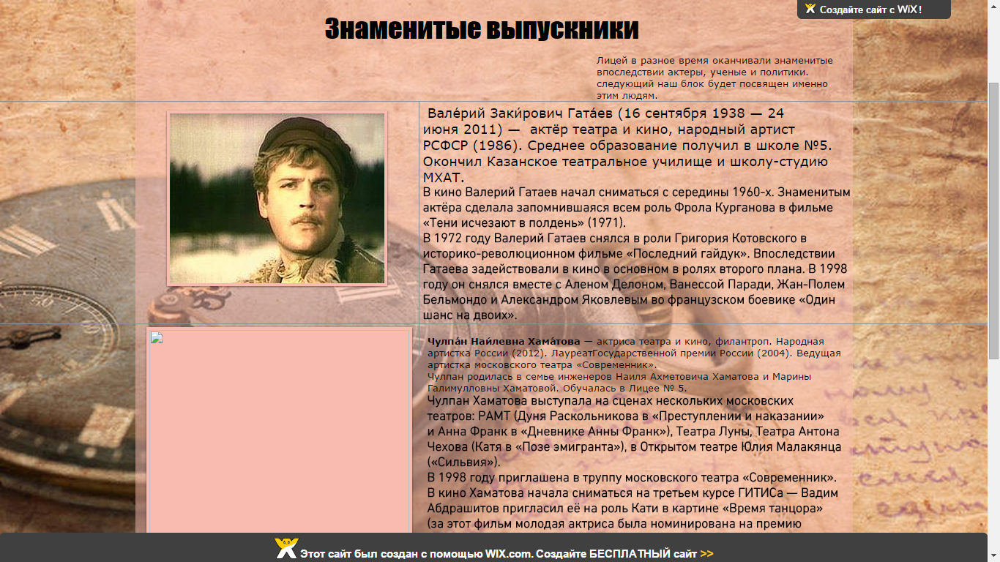 Создайте сайт с WiX!
Знаменитые выпускники
Лицей в разное время оканчивали знаменитые
впоследствии актеры, ученые и политики.
следующий наш блок будет посвящен именно
этим людям.
Вале́рий Заки́рович Гата́ев (16 сентября 1938 — 24
июня 2011) — актёр театра и кино, народный артист
РСФСР (1986). Среднее образование получил в школе №5.
Окончил Казанское театральное училище и школу-студию
МХАТ.
В кино Валерий Гатаев начал сниматься с середины 1960-х. Знаменитым
актёра сделала запомнившаяся всем роль Фрола Курганова в фильме
«Тени исчезают в полдень» (1971).
В 1972 году Валерий Гатаев снялся в роли Григория Котовского в
историко-революционном фильме «Последний гайдук». Впоследствии
Гатаева задействовали в кино в основном в ролях второго плана. В 1998
году он снялся вместе с Аленом Делоном, Ванессой Паради, Жан-Полем
Бельмондо и Александром Яковлевым во французском боевике «Один
шанс на двоих».
Чулпа́н Наи́левна Хама́това — актриса театра и кино, филантроп. Народная
артистка России (2012). ЛауреатГосударственной премии России (2004). Ведущая
артистка московского театра «Современник».
Чулпан родилась в семье инженеров Наиля Ахметовича Хаматова и Марины
Галимулловны Хаматовой. Обучалась в Лицее № 5.
Чулпан Хаматова выступала на сценах нескольких московских
театров: РАМТ (Дуня Раскольникова в «Преступлении и наказании»
и Анна Франк в «Дневнике Анны Франк»), Театра Луны, Театра Антона
Чехова (Катя в «Позе эмигранта»), в Открытом театре Юлия Малакянца
(«Сильвия»).
В 1998 году приглашена в труппу московского театра «Современник».
В кино Хаматова начала сниматься на третьем курсе ГИТИСа — Вадим
Абдрашитов пригласил её на роль Кати в картине «Время танцора»
(за этот фильм молодая актриса была номинирована на премию
Этот сайт был создан с помощью WIX.com. Создайте БЕСПЛАТНЫЙ сайт >>